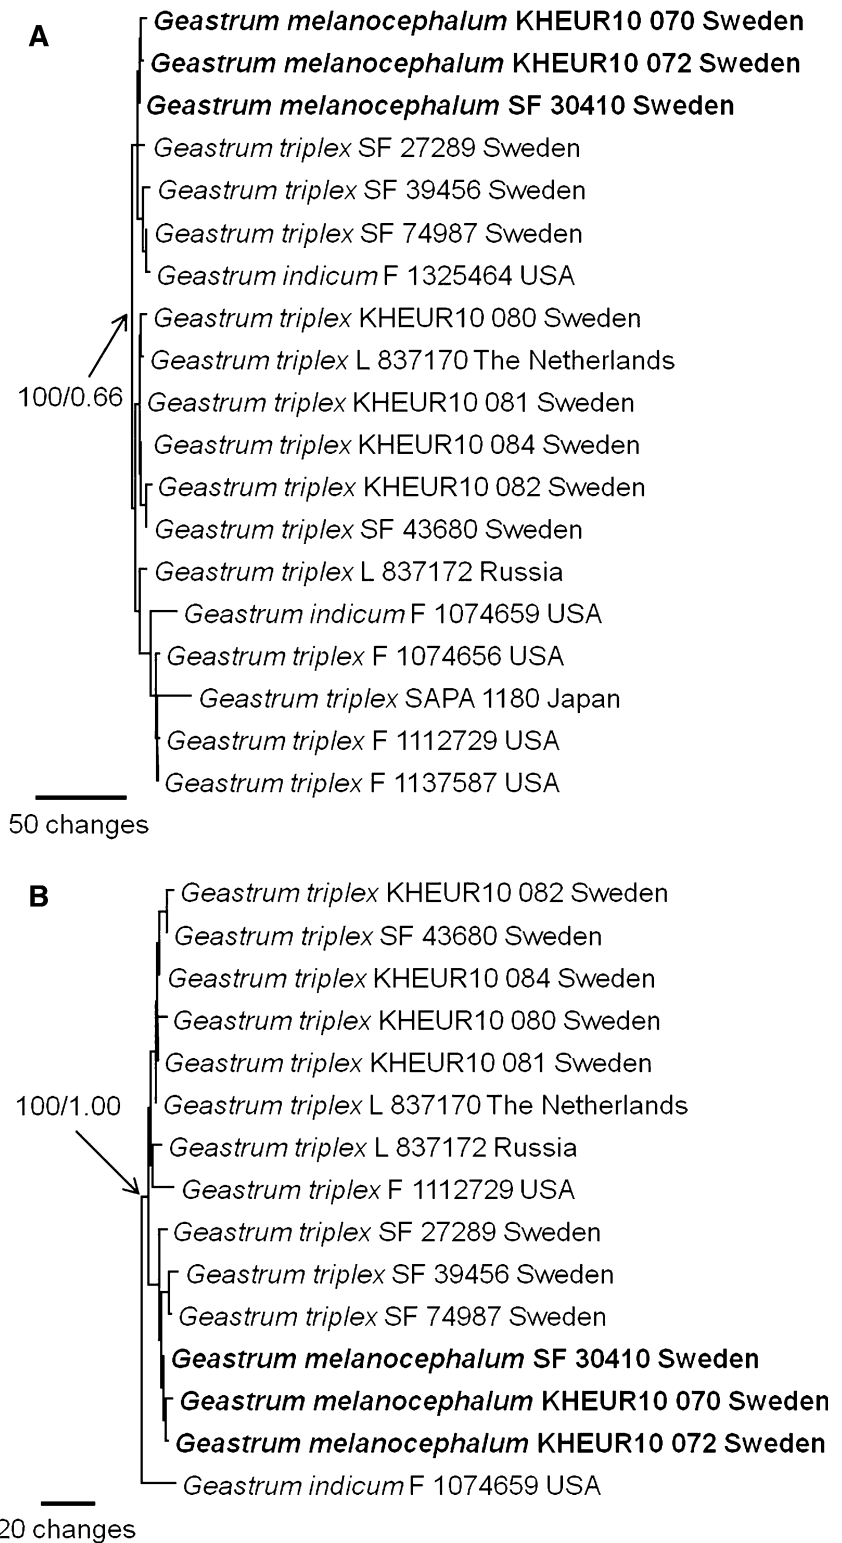 A
Geastrum melanocephalum KHEUR10 070 Sweden
Geastrum melanocephalum KHEUR10 072 Sweden
Geastrum melanocephalum SF 30410 Sweden
Geastrum triplex SF 27289 Sweden
Geastrum triplex SF 39456 Sweden
Geastrum triplex SF 74987 Sweden
Geastrum indicum F 1325464 USA
Geastrum triplex KHEUR10 080 Sweden
Geastrum triplex L 837170 The Netherlands
100/0.66
Geastrum triplex KHEUR10 081 Sweden
Geastrum triplex KHEUR10 084 Sweden
Geastrum triplex KHEUR10 082 Sweden
Geastrum triplex SF 43680 Sweden
Geastrum triplex L 837172 Russia
Geastrum indicum F 1074659 USA
Geastrum triplex F 1074656 USA
Geastrum triplex SAPA 1180 Japan
Geastrum triplex F 1112729 USA
Geastrum triplex F 1137587 USA
50 changes
B
Geastrum triplex KHEUR10 082 Sweden
Geastrum triplex SF 43680 Sweden
Geastrum triplex KHEUR10 084 Sweden
Geastrum triplex KHEUR10 080 Sweden
Geastrum triplex KHEUR10 081 Sweden
100/1.00
Geastrum triplex L 837170 The Netherlands
Geastrum triplex L 837172 Russia
Geastrum triplex F 1112729 USA
Geastrum triplex SF 27289 Sweden
Geastrum triplex SF 39456 Sweden
Geastrum triplex SF 74987 Sweden
Geastrum melanocephalum SF 30410 Sweden
Geastrum melanocephalum KHEUR10 070 Sweden
Geastrum melanocephalum KHEUR10 072 Sweden
Geastrum indicum F 1074659 USA
20 changes